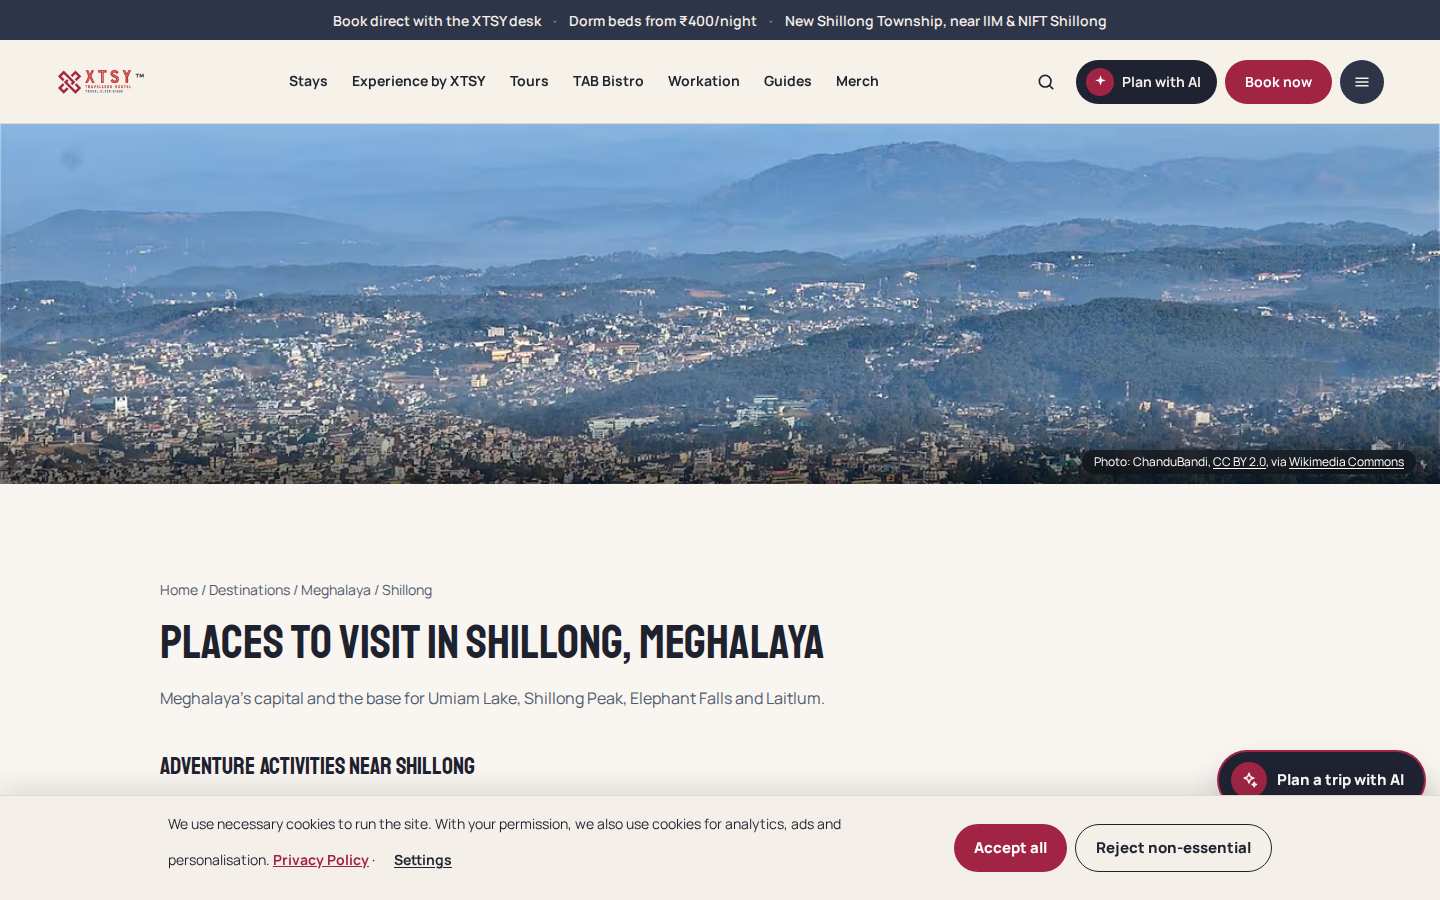 Book direct with the XTSY desk · Dorm beds from ₹400/night · New Shillong Township, near IIM & NIFT Shillong
XTSY™
Stays Experience by XTSY Tours TAB Bistro Workation Guides Merch
Plan with AI Book now
Photo: ChanduBandi, CC BY 2.0, via Wikimedia Commons
Home / Destinations / Meghalaya / Shillong
PLACES TO VISIT IN SHILLONG, MEGHALAYA
Meghalaya's capital and the base for Umiam Lake, Shillong Peak, Elephant Falls and Laitlum.
ADVENTURE ACTIVITIES NEAR SHILLONG
Plan a trip with AI
We use necessary cookies to run the site. With your permission, we also use cookies for analytics, ads and
personalisation. Privacy Policy · Settings
Accept all Reject non-essential